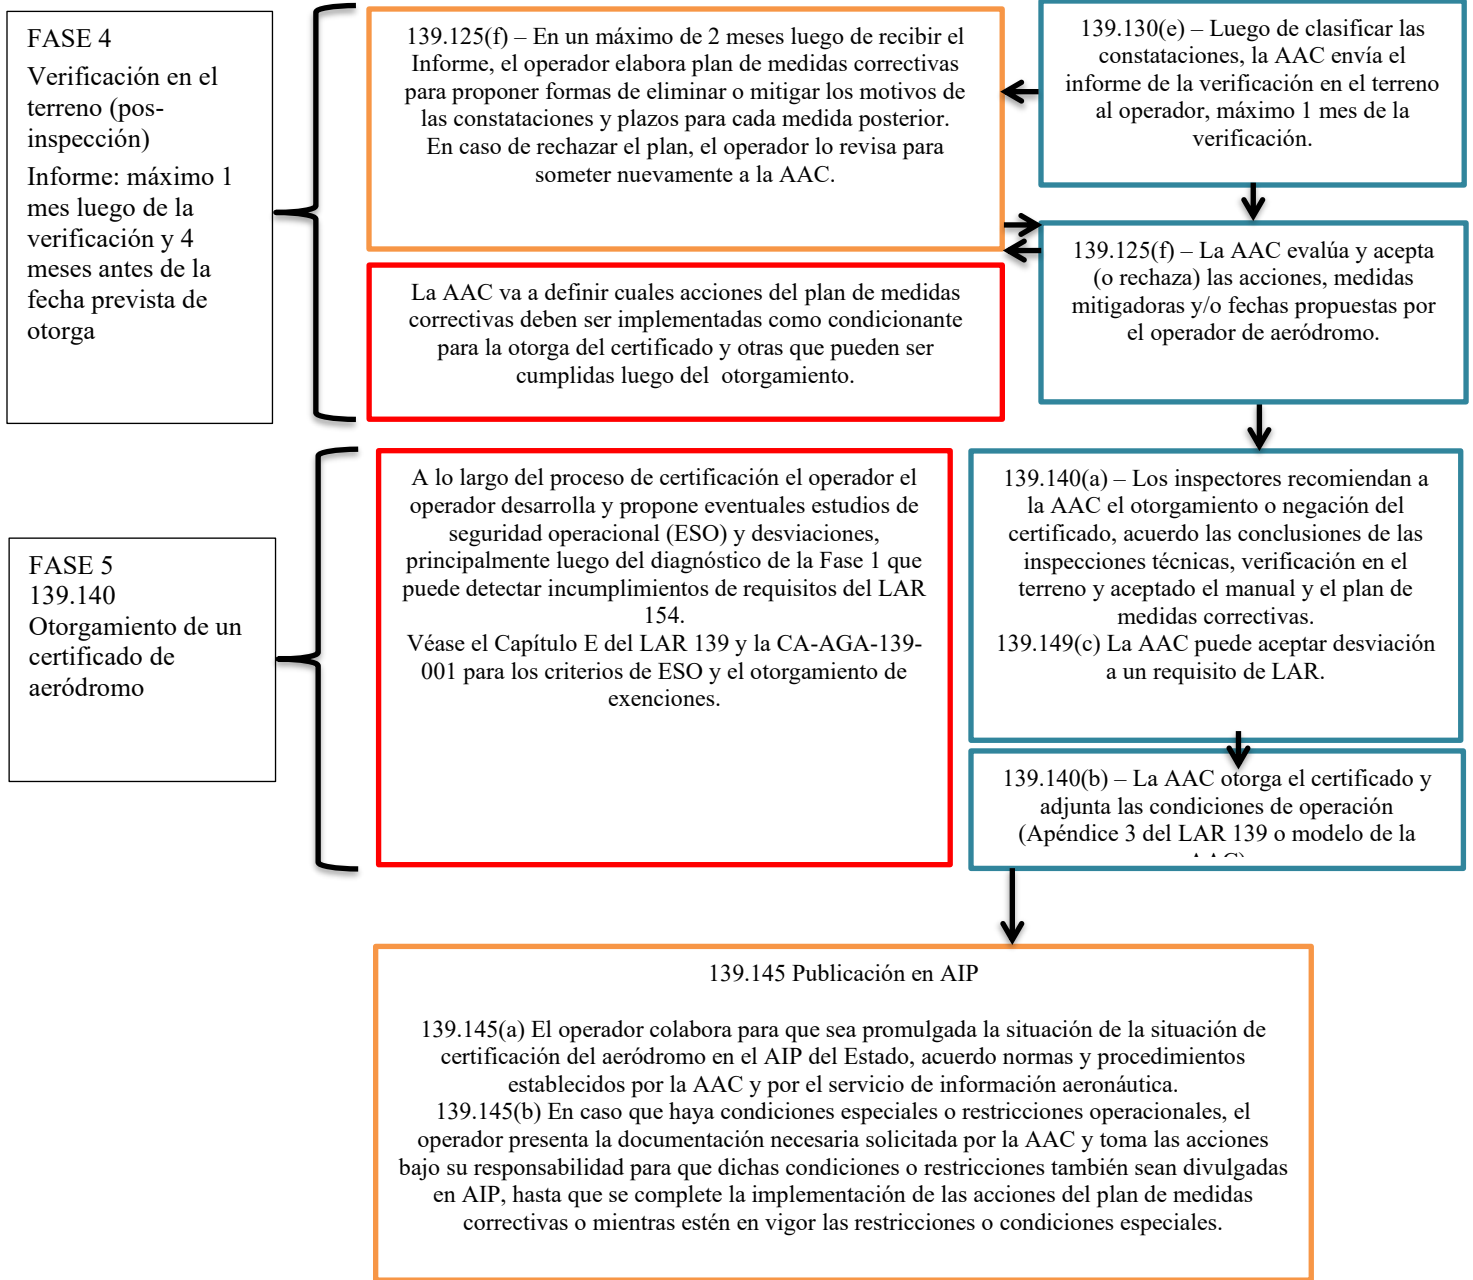 FASE 4
Verificación en el
terreno (pos-
inspección)
Informe: máximo 1
mes luego de la
verificación y 4
meses antes de la
fecha prevista de
otorga
139.125(f) – En un máximo de 2 meses luego de recibir el
Informe, el operador elabora plan de medidas correctivas
para proponer formas de eliminar o mitigar los motivos de
las constataciones y plazos para cada medida posterior.
En caso de rechazar el plan, el operador lo revisa para
someter nuevamente a la AAC.
139.130(e) – Luego de clasificar las
constataciones, la AAC envía el
informe de la verificación en el terreno
al operador, máximo 1 mes de la
verificación.
139.125(f) – La AAC evalúa y acepta
(o rechaza) las acciones, medidas
mitigadoras y/o fechas propuestas por
el operador de aeródromo.
La AAC va a definir cuales acciones del plan de medidas
correctivas deben ser implementadas como condicionante
para la otorga del certificado y otras que pueden ser
cumplidas luego del  otorgamiento.
FASE 5
139.140
Otorgamiento de un
certificado de
aeródromo
A lo largo del proceso de certificación el operador el
operador desarrolla y propone eventuales estudios de
seguridad operacional (ESO) y desviaciones,
principalmente luego del diagnóstico de la Fase 1 que
puede detectar incumplimientos de requisitos del LAR
154.
Véase el Capítulo E del LAR 139 y la CA-AGA-139-
001 para los criterios de ESO y el otorgamiento de
exenciones.
139.140(a) – Los inspectores recomiendan a
la AAC el otorgamiento o negación del
certificado, acuerdo las conclusiones de las
inspecciones técnicas, verificación en el
terreno y aceptado el manual y el plan de
medidas correctivas.
139.149(c) La AAC puede aceptar desviación
a un requisito de LAR.
139.140(b) – La AAC otorga el certificado y
adjunta las condiciones de operación
(Apéndice 3 del LAR 139 o modelo de la
AAC)
139.145 Publicación en AIP
139.145(a) El operador colabora para que sea promulgada la situación de la situación de
certificación del aeródromo en el AIP del Estado, acuerdo normas y procedimientos
establecidos por la AAC y por el servicio de información aeronáutica.
139.145(b) En caso que haya condiciones especiales o restricciones operacionales, el
operador presenta la documentación necesaria solicitada por la AAC y toma las acciones
bajo su responsabilidad para que dichas condiciones o restricciones también sean divulgadas
en AIP, hasta que se complete la implementación de las acciones del plan de medidas
correctivas o mientras estén en vigor las restricciones o condiciones especiales.